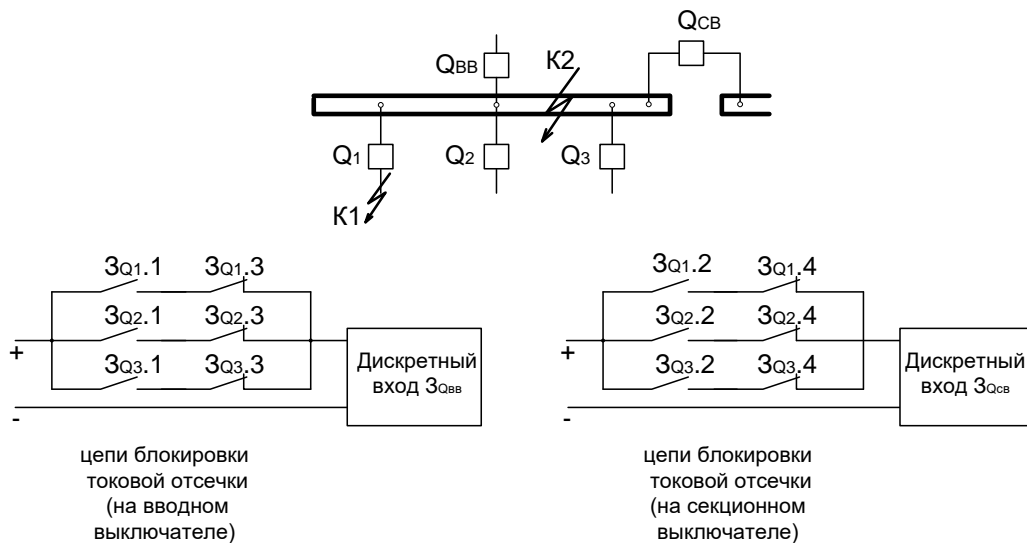 QСВ
QВВ
К2
Q1
Q2
Q3
К1
ЗQ1.1
ЗQ1.3
ЗQ2.1
ЗQ2.3
ЗQ3.1
ЗQ3.3
+
-
Дискретный
вход ЗQвв
цепи блокировки
токовой отсечки
(на вводном
выключателе)
ЗQ1.2
ЗQ1.4
ЗQ2.2
ЗQ2.4
ЗQ3.2
ЗQ3.4
+
-
Дискретный
вход ЗQсв
цепи блокировки
токовой отсечки
(на секционном
выключателе)